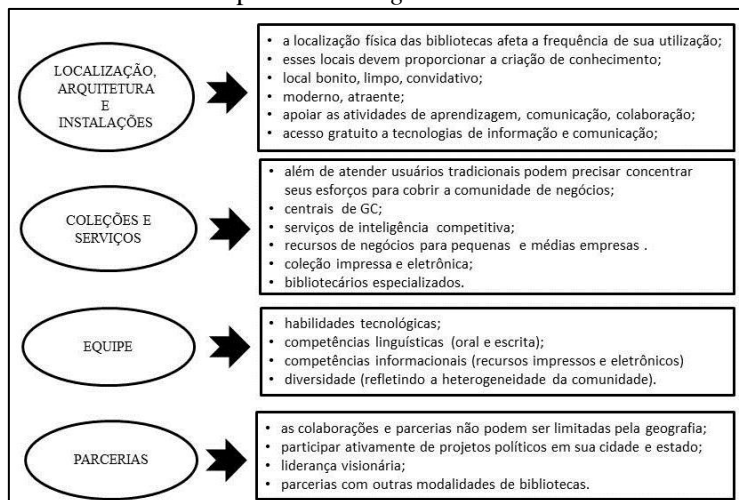 LOCALIZAÇÃO,
ARQUITETURA
E
INSTALAÇÕES
• a localização física das bibliotecas afeta a frequência de sua utilização;
• esses locais devem proporcionar a criação de conhecimento;
• local bonito, limpo, convidativo;
• moderno, atraente;
• apoiar as atividades de aprendizagem, comunicação, colaboração;
• acesso gratuito a tecnologias de informação e comunicação;
COLEÇÕES E
SERVIÇOS
• além de atender usuários tradicionais podem precisar concentrar
seus esforços para cobrir a comunidade de negócios;
• centrais de GC;
• serviços de inteligência competitiva;
• recursos de negócios para pequenas e médias empresas .
• coleção impressa e eletrônica;
• bibliotecários especializados.
EQUIPE
• habilidades tecnológicas;
• competências linguísticas (oral e escrita);
• competências informacional (recursos impressos e eletrônicos)
• diversidade (refletindo a heterogeneidade da comunidade).
PARCERIAS
• as colaborações e parcerias não podem ser limitadas pela geografia;
• participar ativamente de projetos políticos em sua cidade e estado;
• liderança visionária;
• parcerias com outras modalidades de bibliotecas.